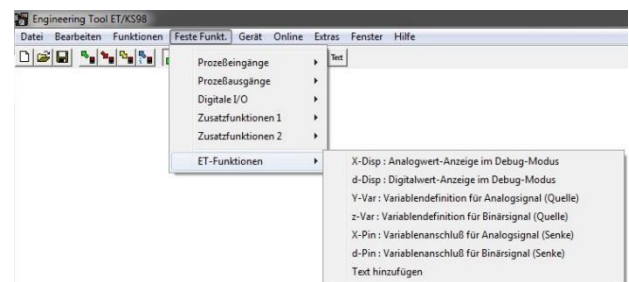 Engineering Tool ET/KS98
Datei Bearbeiten Funktionen Feste Funkt. Gerät Online Extras Fenster Hilfe
Text
Prozeßeingänge
Prozeßausgänge
Digitale I/O
Zusatzfunktionen 1
Zusatzfunktionen 2
ET-Funktionen
X-Disp : Analogwert-Anzeige im Debug-Modus
d-Disp : Digitalwert-Anzeige im Debug-Modus
Y-Var : Variablendefinition für Analogsignal (Quelle)
z-Var : Variablendefinition für Binärsignal (Quelle)
X-Pin : Variablenanschluß für Analogsignal (Senke)
d-Pin : Variablenanschluß für Binärsignal (Senke)
Text hinzufügen